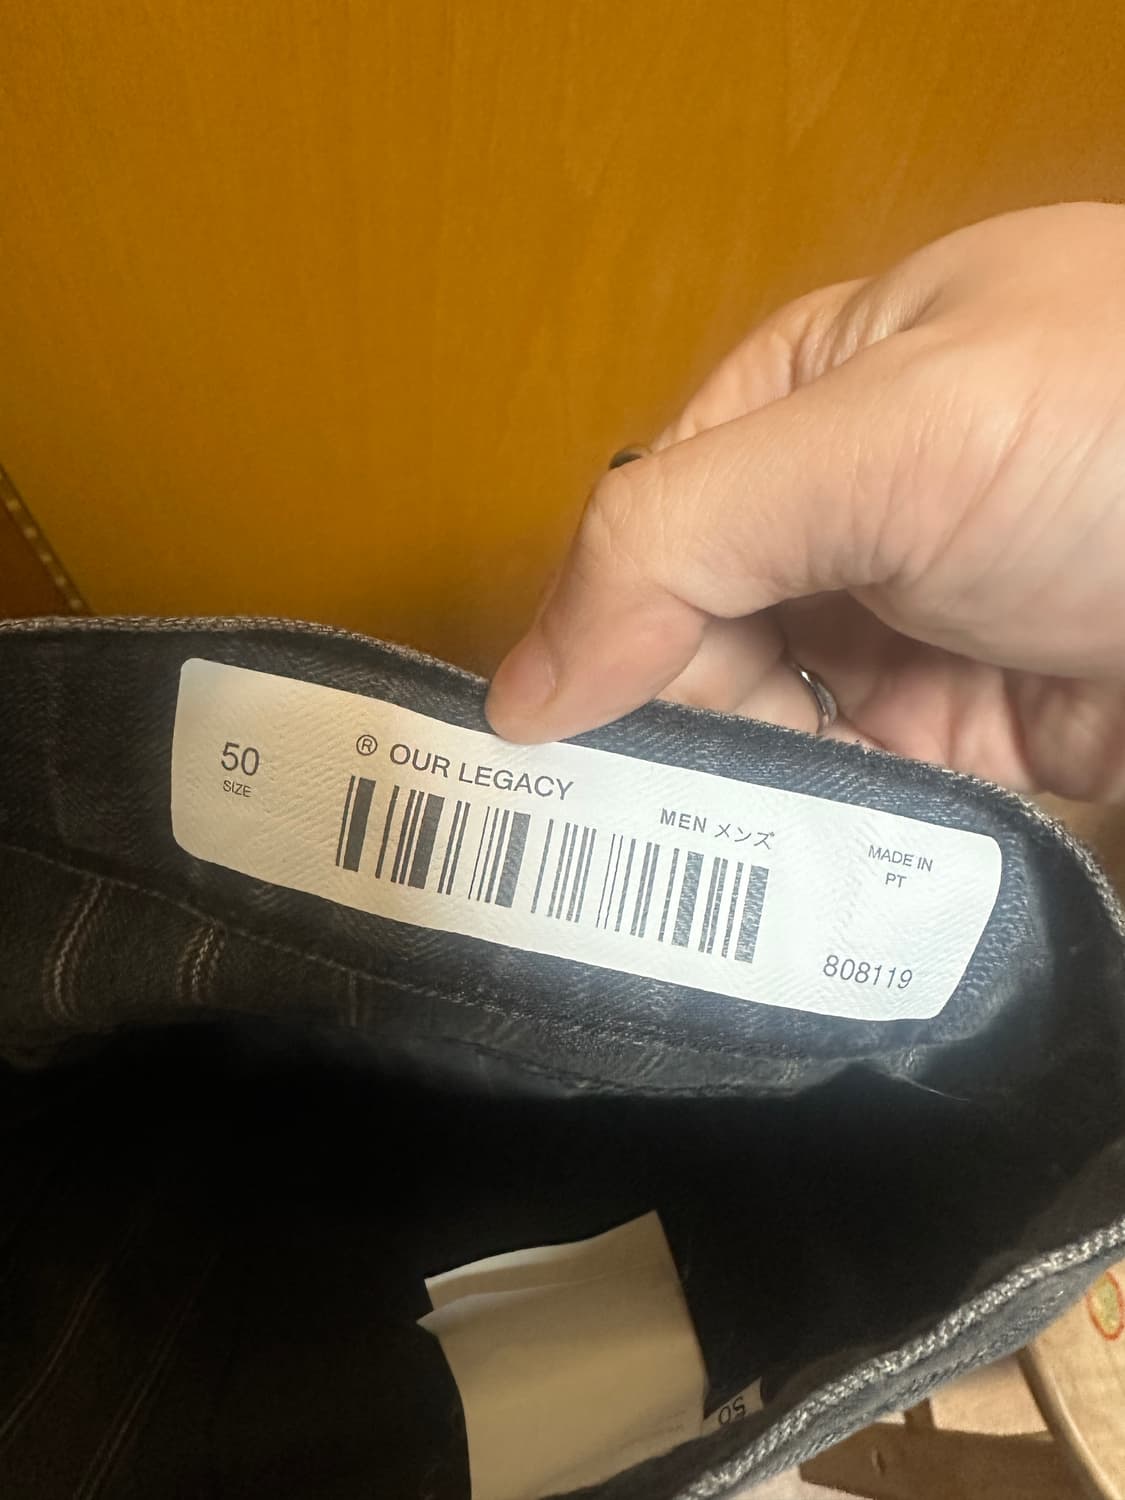 50
SIZE
® OUR LEGACY
MEN メンズ
MADE IN
PT
808119
50